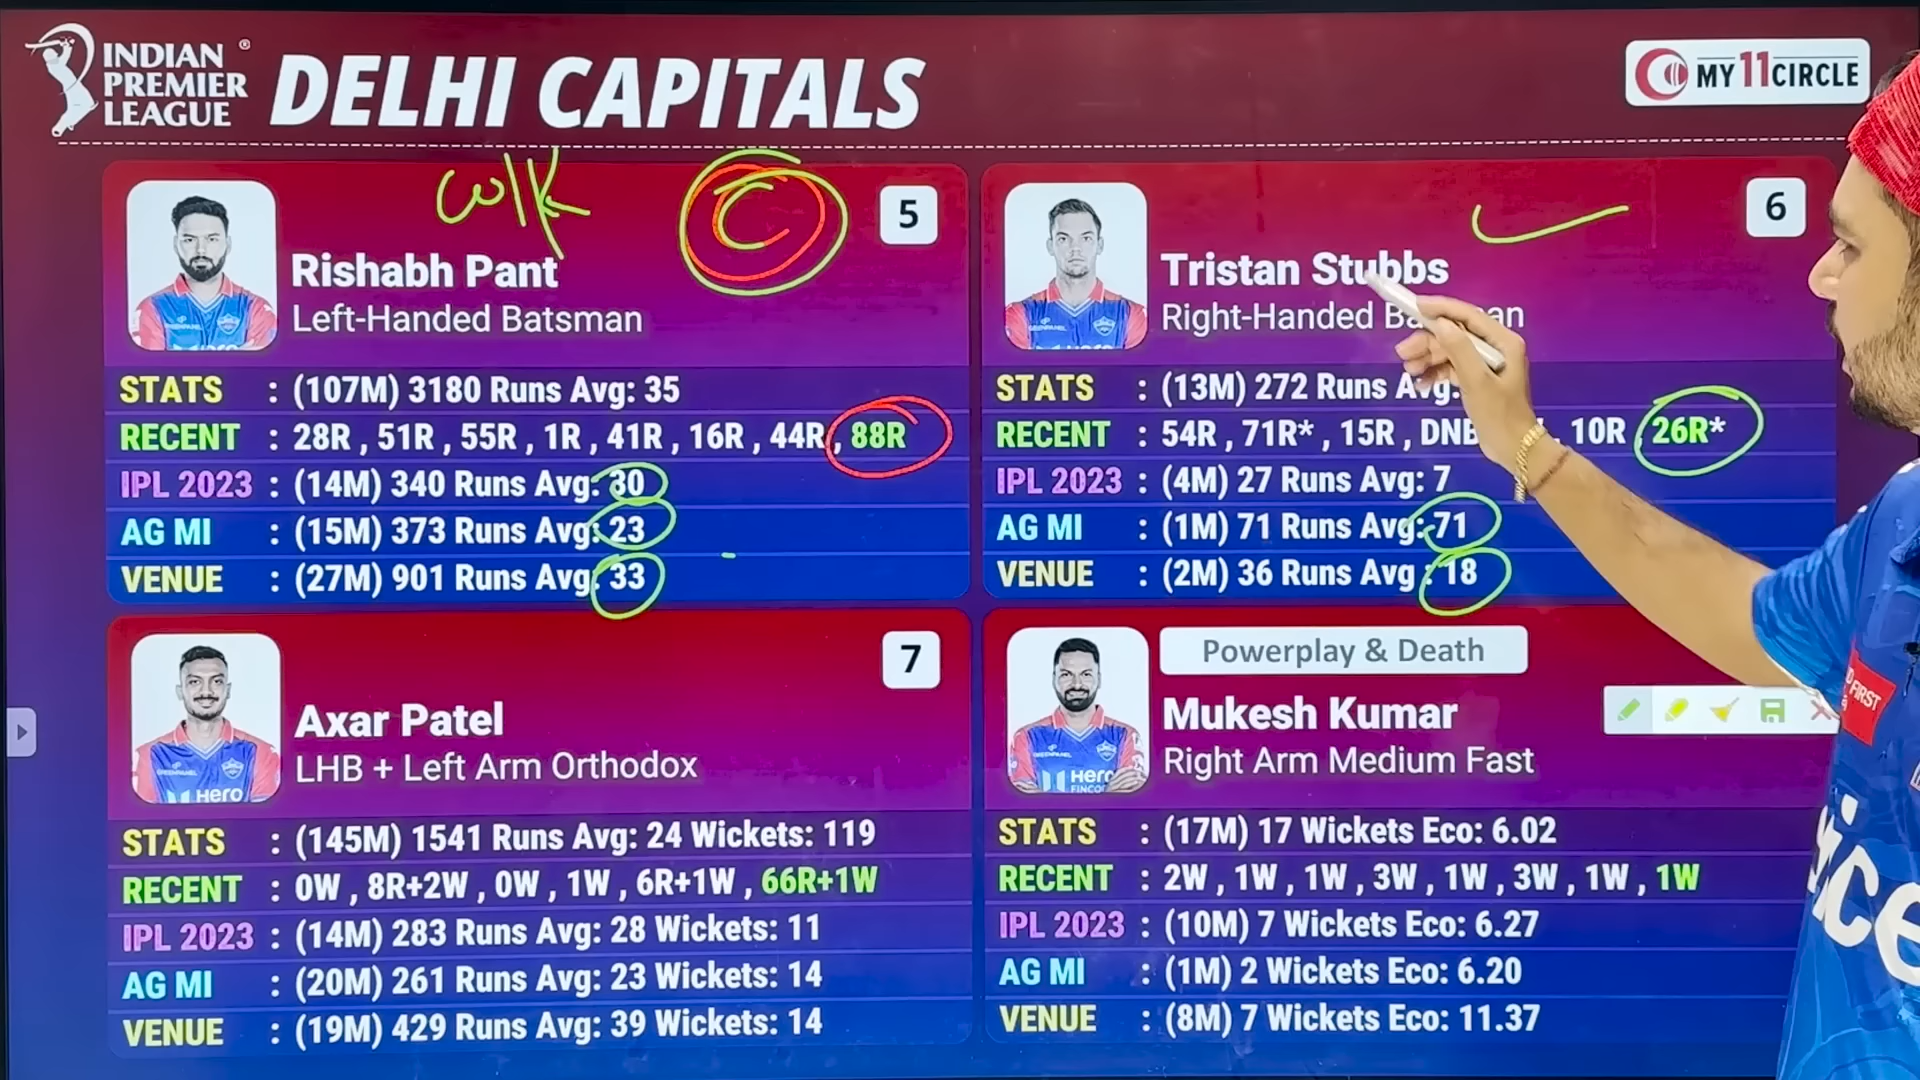 INDIAN
PREMIER
LEAGUE
DELHI CAPITALS
MY11CIRCLE
W/K
C
5
Rishabh Pant
Left-Handed Batsman
STATS : (107M) 3180 Runs Avg: 35
RECENT : 28R , 51R , 55R , 1R , 41R , 16R , 44R , 88R
IPL 2023 : (14M) 340 Runs Avg: 30
AG MI : (15M) 373 Runs Avg: 23
VENUE : (27M) 901 Runs Avg: 33
6
Tristan Stubbs
Right-Handed
STATS : (13M) 272 Runs Avg:
RECENT : 54R , 71R* , 15R , DNB 10R , 26R*
IPL 2023 : (4M) 27 Runs Avg: 7
AG MI : (1M) 71 Runs Avg: 71
VENUE : (2M) 36 Runs Avg : 18
7
Axar Patel
LHB + Left Arm Orthodox
HERO
STATS : (145M) 1541 Runs Avg: 24 Wickets: 119
RECENT : 0W , 8R+2W , 0W , 1W , 6R+1W , 66R+1W
IPL 2023 : (14M) 283 Runs Avg: 28 Wickets: 11
AG MI : (20M) 261 Runs Avg: 23 Wickets: 14
VENUE : (19M) 429 Runs Avg: 39 Wickets: 14
Powerplay & Death
Mukesh Kumar
Right Arm Medium Fast
Hero
FINCOR
STATS : (17M) 17 Wickets Eco: 6.02
RECENT : 2W , 1W , 1W , 3W , 1W , 3W , 1W , 1W
IPL 2023 : (10M) 7 Wickets Eco: 6.27
AG MI : (1M) 2 Wickets Eco: 6.20
VENUE : (8M) 7 Wickets Eco: 11.37
FIRST
ice